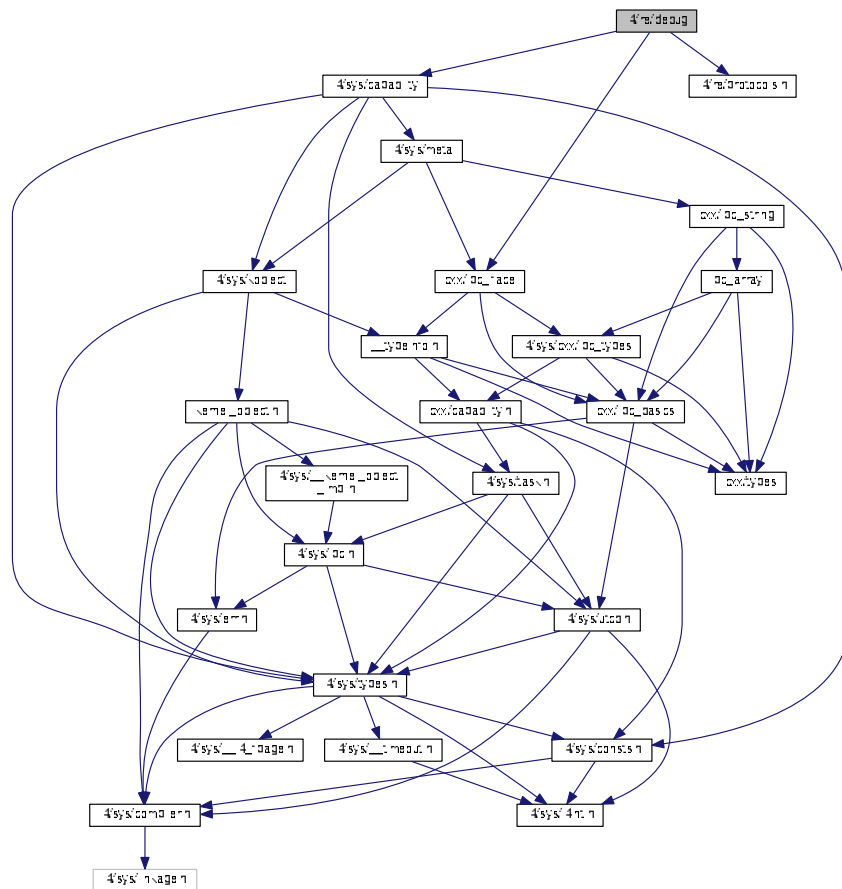 l4/re/debug
l4/re/protocols.h
l4/sys/capability
l4/sys/meta
cxx/ipc_string
l4/sys/kobject
cxx/ipc_iface
ipc_array
__typeinfo.h
l4/sys/cxx/ipc_types
kernel_object.h
cxx/capability.h
cxx/ipc_basics
l4/sys/__kernel_object
_impl.h
l4/sys/task.h
cxx/types
l4/sys/ipc.h
l4/sys/err.h
l4/sys/utcb.h
l4/sys/types.h
l4/sys/__l4_fpage.h
l4/sys/__timeout.h
l4/sys/consts.h
l4/sys/compiler.h
l4/sys/l4int.h
l4/sys/linkage.h